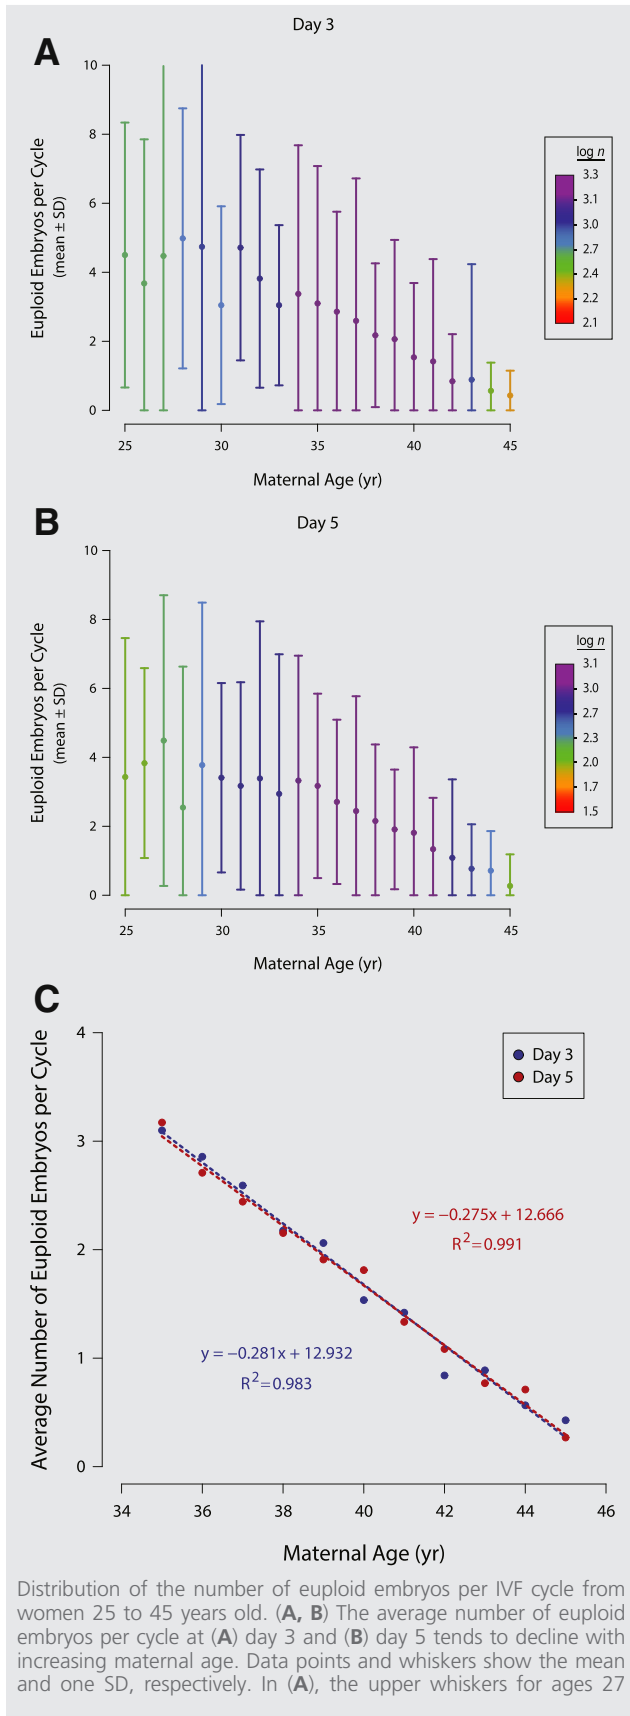 Day 3
A
10
8
6
4
2
0
Euploid Embryos per Cycle
(mean ± SD)
25 30 35 40 45
Maternal Age (yr)
log n
3.3
3.1
3.0
2.7
2.4
2.2
2.1
B
Day 5
10
8
6
4
2
0
Euploid Embryos per Cycle
(mean ± SD)
25 30 35 40 45
Maternal Age (yr)
log n
3.1
3.0
2.7
2.3
2.0
1.7
1.5
C
4
3
2
1
0
Average Number of Euploid Embryos per Cycle
Day 3
Day 5
y = −0.275x + 12.666
R²=0.991
y = −0.281x + 12.932
R²=0.983
34 36 38 40 42 44 46
Maternal Age (yr)
Distribution of the number of euploid embryos per IVF cycle from
women 25 to 45 years old. (A, B) The average number of euploid
embryos per cycle at (A) day 3 and (B) day 5 tends to decline with
increasing maternal age. Data points and whiskers show the mean
and one SD, respectively. In (A), the upper whiskers for ages 27